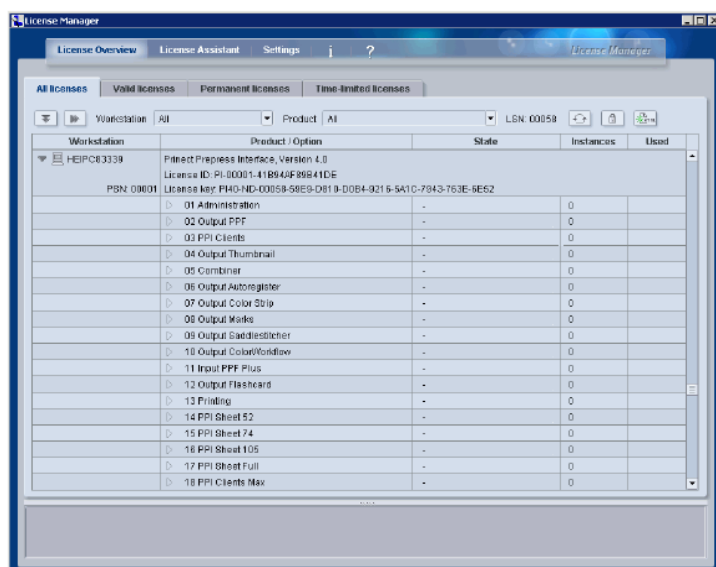 License Manager
License Overview License Assistant Settings i ? License Manager
All licenses Valid licenses Permanent licenses Time-limited licenses
Workstation All Product All LSN: 00058
Workstation Product / Option State Instances Used
HEIPC83339 Prinect Prepress Interface, Version 4.0
License ID: PI-00001-41B94AF89B41DE
PSN: 00001 License key: PI40-ND-00058-59E9-D810-D0B4-9216-5A1C-7943-763E-6E52
01 Administration - 0
02 Output PPF - 0
03 PPI Clients - 0
04 Output Thumbnail - 0
05 Combiner - 0
06 Output Autoregister - 0
07 Output Color Strip - 0
08 Output Marks - 0
09 Output Saddlestitcher - 0
10 Output ColorWorkflow - 0
11 Input PPF Plus - 0
12 Output Flashcard - 0
13 Printing - 0
14 PPI Sheet 52 - 0
15 PPI Sheet 74 - 0
16 PPI Sheet 105 - 0
17 PPI Sheet Full - 0
18 PPI Clients Max - 0